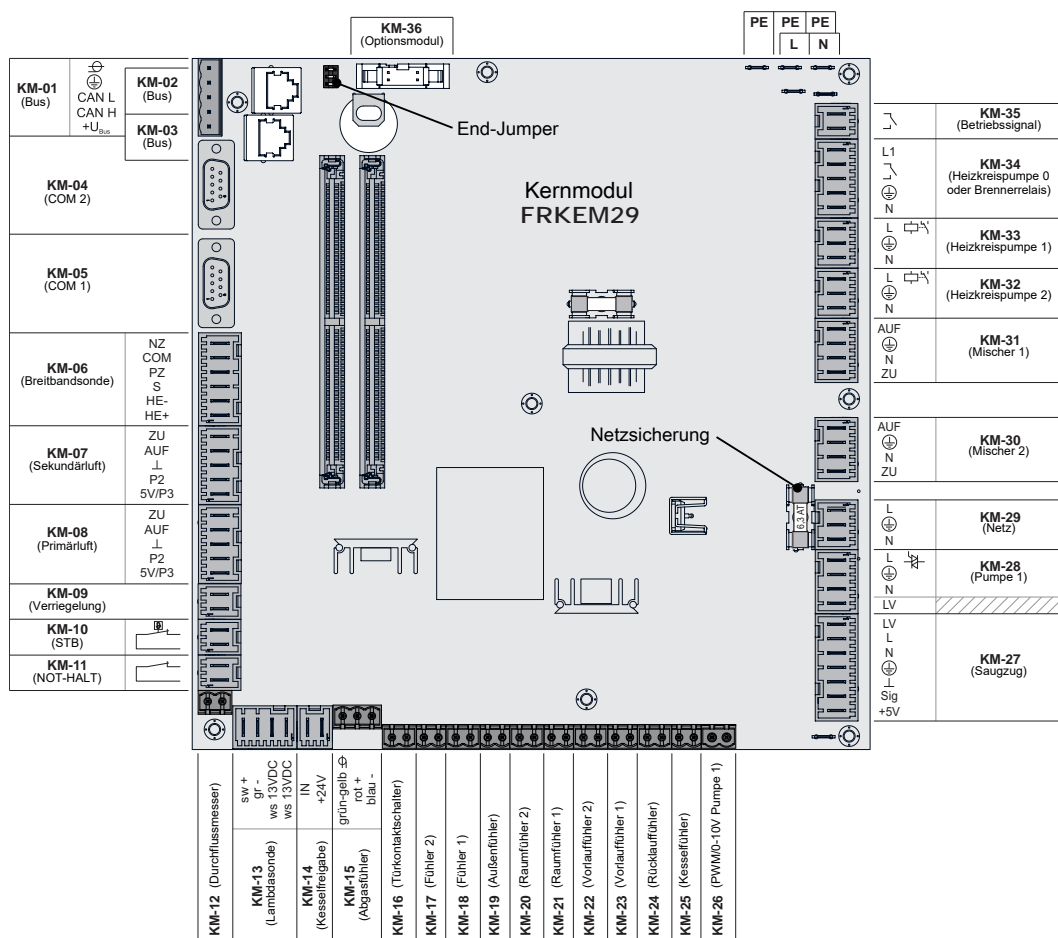 KM-36
(Optionsmodul)
PE PE PE
L N
KM-01
(Bus)
CAN L
CAN H
+U Bus
KM-02
(Bus)
KM-03
(Bus)
KM-04
(COM 2)
KM-05
(COM 1)
KM-06
(Breitbandsonde)
NZ
COM
PZ
S
HE-
HE+
KM-07
(Sekundärluft)
ZU
AUF
⊥
P2
5V/P3
KM-08
(Primärluft)
ZU
AUF
⊥
P2
5V/P3
KM-09
(Verriegelung)
KM-10
(STB)
KM-11
(NOT-HALT)
End-Jumper
Kernmodul
FRKEM29
Netzsicherung
6,3 AT
KM-35
(Betriebssignal)
L1
N
KM-34
(Heizkreispumpe 0
oder Brennerrelais)
L
N
KM-33
(Heizkreispumpe 1)
L
N
KM-32
(Heizkreispumpe 2)
AUF
N
ZU
KM-31
(Mischer 1)
AUF
N
ZU
KM-30
(Mischer 2)
L
N
KM-29
(Netz)
L
N
LV
KM-28
(Pumpe 1)
LV
L
N
⊥
Sig
+5V
KM-27
(Saugzug)
KM-12 (Durchflussmesser)
sw +
gr -
ws 13VDC
ws 13VDC
KM-13
(Lambdasonde)
IN
+24V
KM-14
(Kesselfreigabe)
grün-gelb
rot +
blau -
KM-15
(Abgasfühler)
KM-16 (Türkontaktschalter)
KM-17 (Fühler 2)
KM-18 (Fühler 1)
KM-19 (Außenfühler)
KM-20 (Raumfühler 2)
KM-21 (Raumfühler 1)
KM-22 (Vorlauffühler 2)
KM-23 (Vorlauffühler 1)
KM-24 (Rücklauffühler)
KM-25 (Kesselfühler)
KM-26 (PWM/0-10V Pumpe 1)